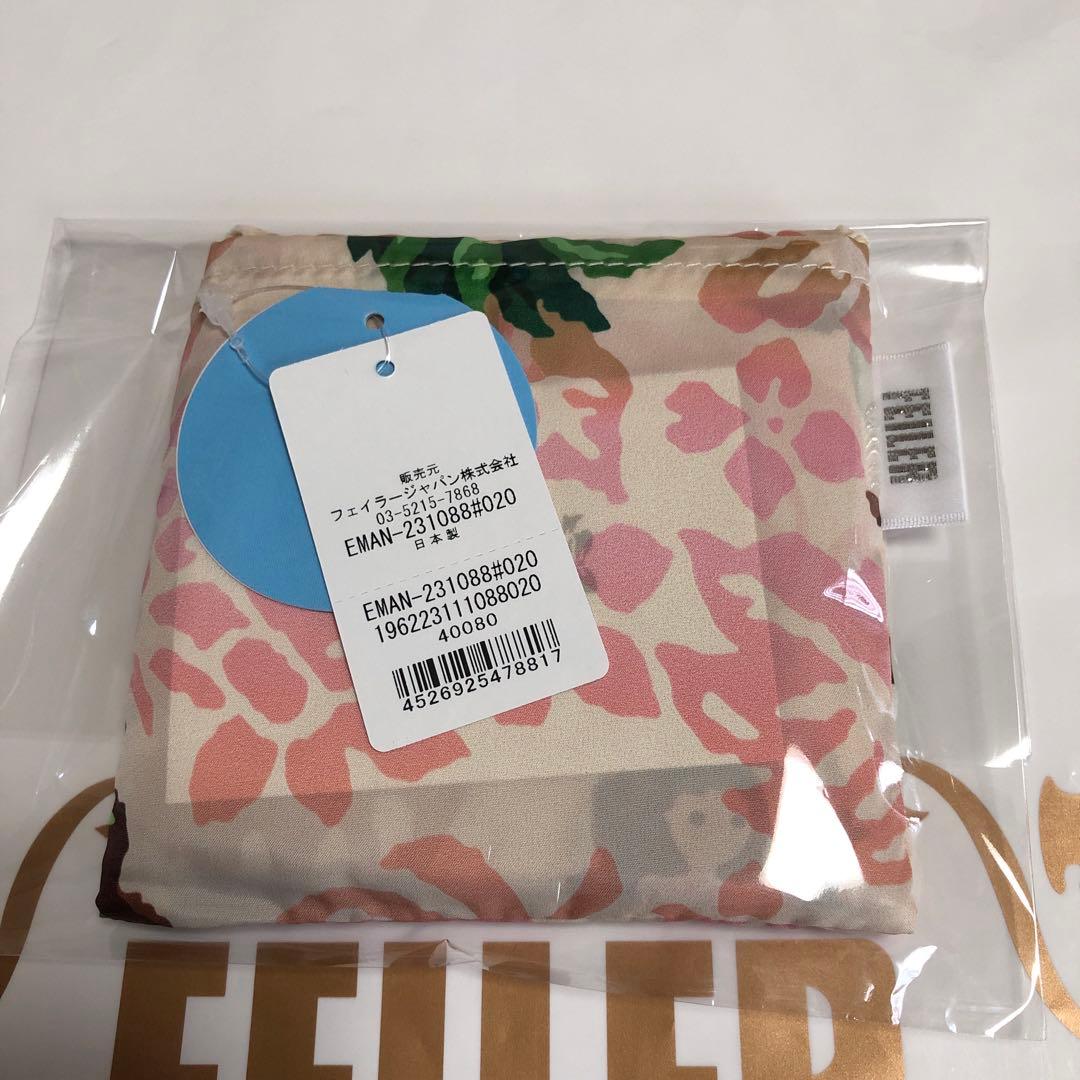 販売元
フェイラージャパン株式会社
03-5215-7868
EMAN-231088#020
日本製
EMAN-231088#020
196223111088020
40080
4526925478817
FEILER
FEILER